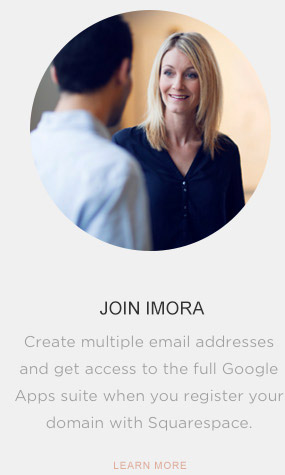 JOIN IMORA
Create multiple email addresses
and get access to the full Google
Apps suite when you register your
domain with Squarespace.
LEARN MORE